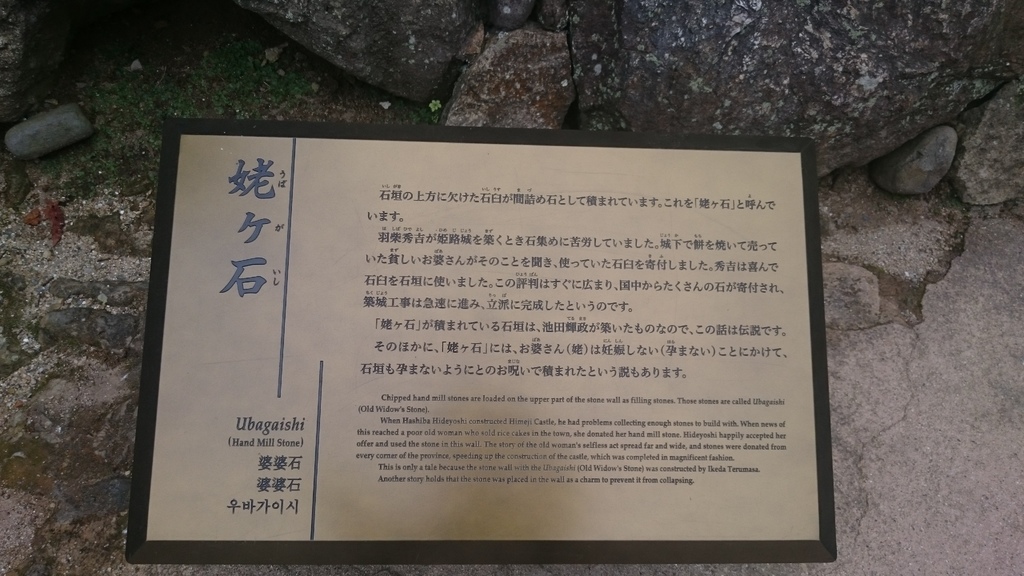 姥ヶ石
うば が いし
Ubagaishi
(Hand Mill Stone)
婆婆石
婆婆石
우바가이시
石垣の上方に欠けた石臼が間詰め石として積まれています。これを「姥ヶ石」と呼んで
います。
羽柴秀吉が姫路城を築くとき石集めに苦労していました。城下で餅を焼いて売って
いた貧しいお婆さんがそのことを聞き、使っていた石臼を寄付しました。秀吉は喜んで
石臼を石垣に使いました。この評判はすぐに広まり、国中からたくさんの石が寄付され、
築城工事は急速に進み、立派に完成したというのです。
「姥ヶ石」が積まれている石垣は、池田輝政が築いたものなので、この話は伝説です。
そのほかに、「姥ヶ石」には、お婆さん(姥)は妊娠しない(孕まない)ことにかけて、
石垣も孕まないようにとのお呪いで積まれたという説もあります。
Chipped hand mill stones are loaded on the upper part of the stone wall as filling stones. Those stones are called Ubagaishi
(Old Widow's Stone).
When Hashiba Hideyoshi constructed Himeji Castle, he had problems collecting enough stones to build with. When news of
this reached a poor old woman who sold rice cakes in the town, she donated her hand mill stone. Hideyoshi happily accepted her
offer and used the stone in this wall. The story of the old woman's selfless act spread far and wide, and stones were donated from
every corner of the province, speeding up the construction of the castle, which was completed in magnificent fashion.
This is only a tale because the stone wall with the Ubagaishi (Old Widow's Stone) was constructed by Ikeda Terumasa.
Another story holds that the stone was placed in the wall as a charm to prevent it from collapsing.